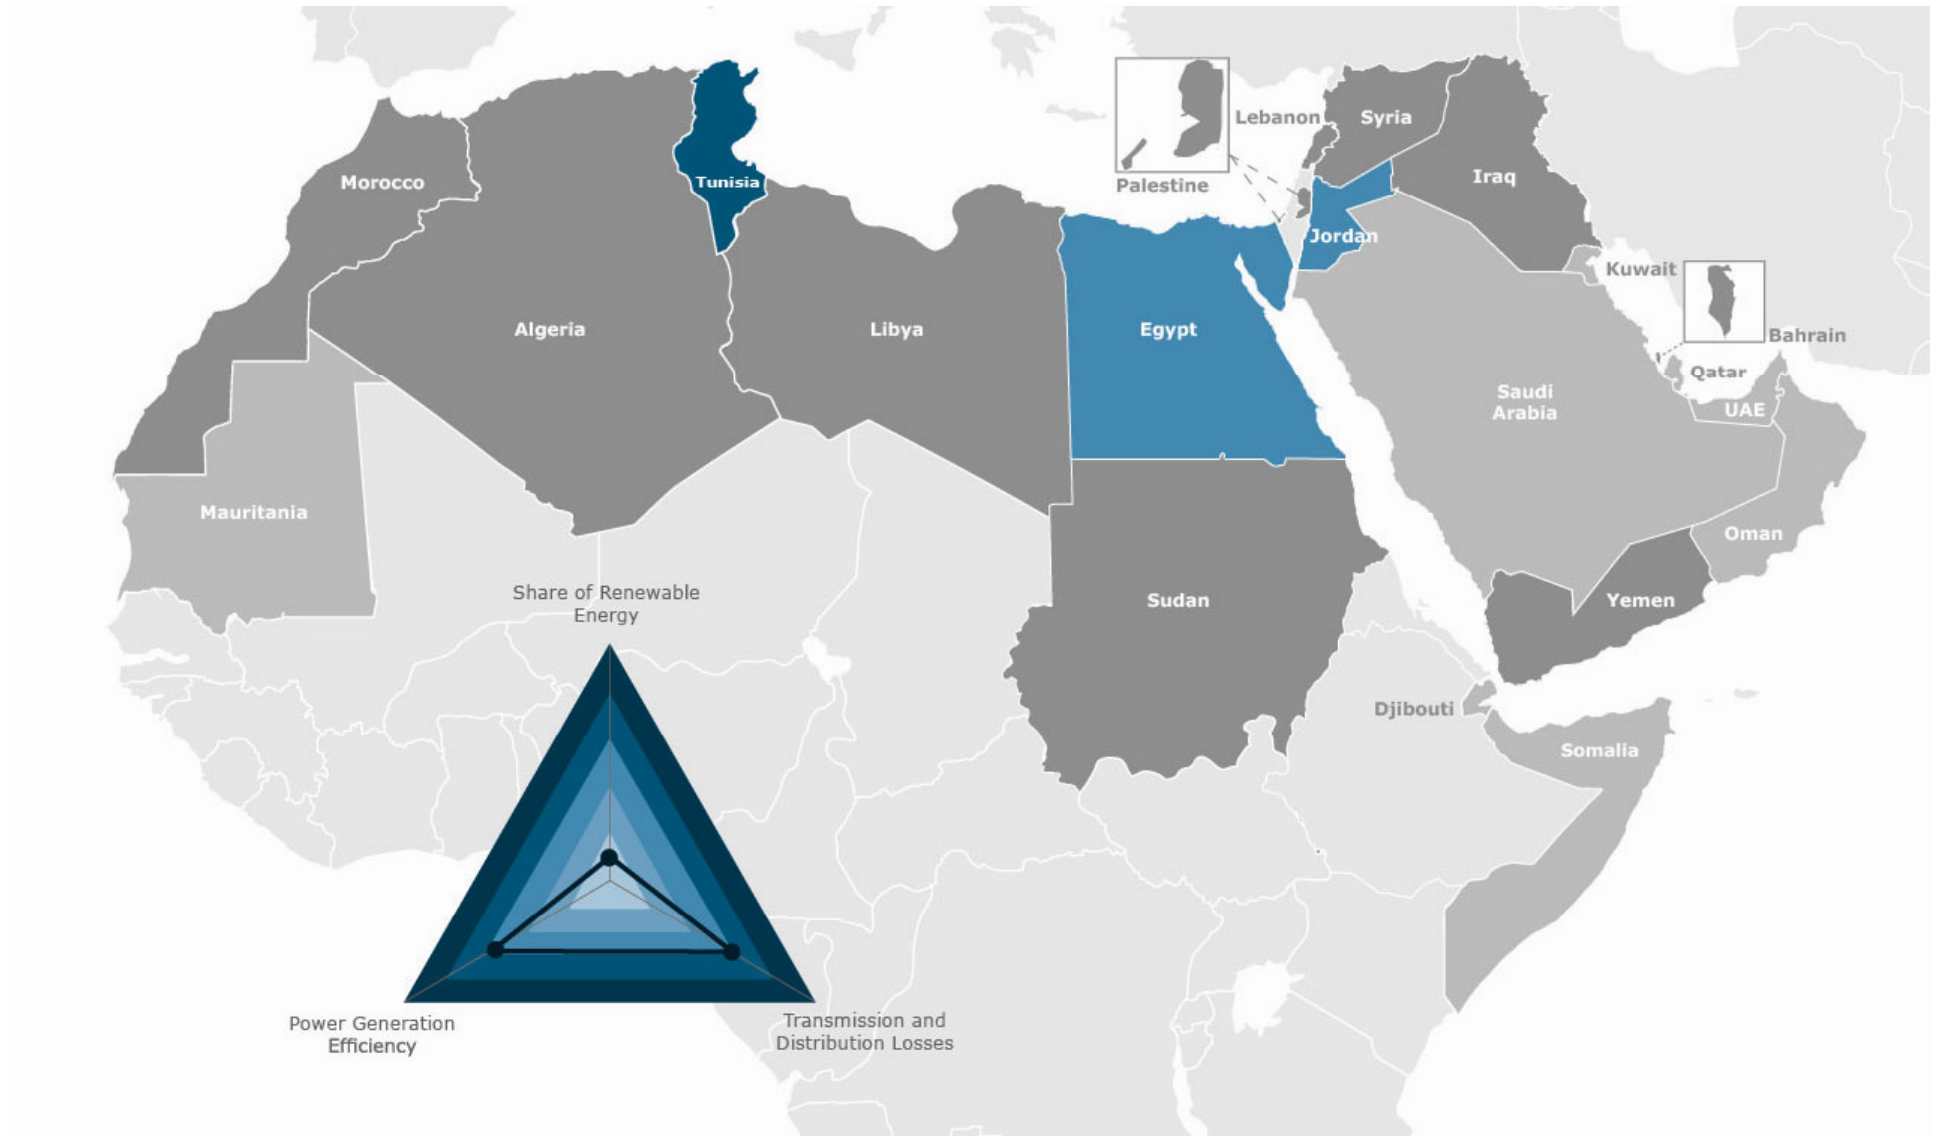 Lebanon
Syria
Morocco
Tunisia
Palestine
Iraq
Jordan
Kuwait
Algeria
Libya
Egypt
Bahrain
Qatar
Saudi
Arabia
UAE
Mauritania
Oman
Share of Renewable
Energy
Sudan
Yemen
Djibouti
Somalia
Power Generation
Efficiency
Transmission and
Distribution Losses